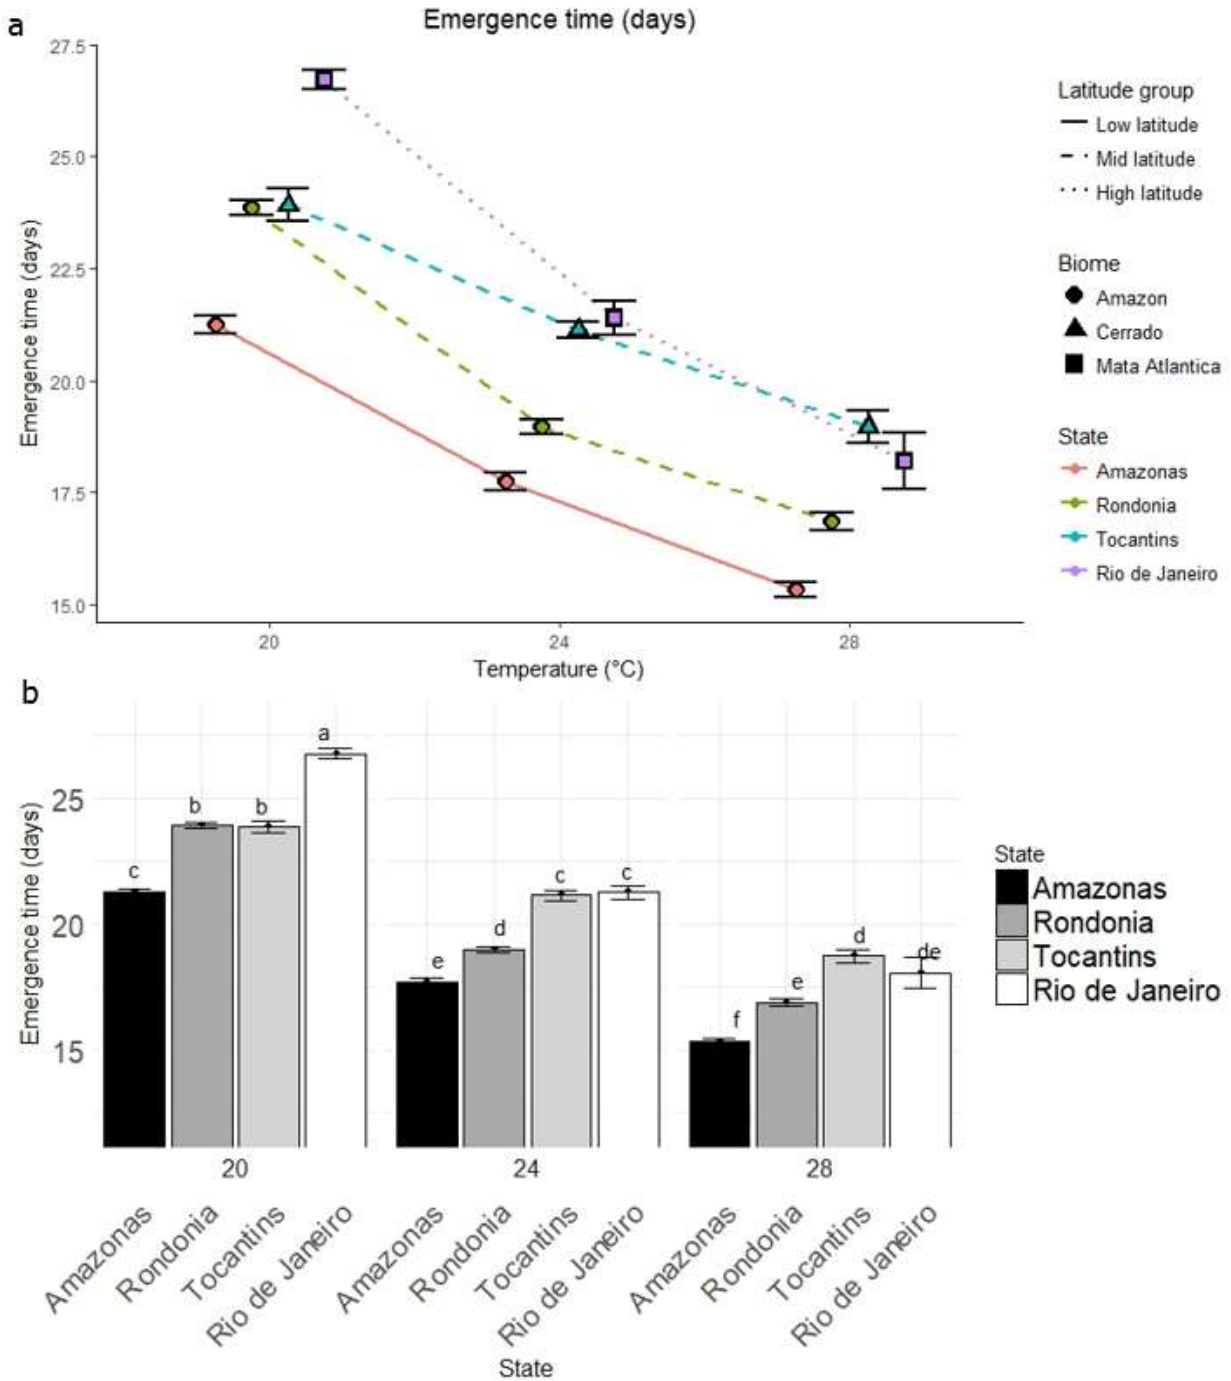 a
Emergence time (days)
27.5
25.0
22.5
20.0
17.5
15.0
Emergence time (days)
20 24 28
Temperature (°C)
Latitude group
Low latitude
Mid latitude
High latitude
Biome
Amazon
Cerrado
Mata Atlantica
State
Amazonas
Rondonia
Tocantins
Rio de Janeiro
b
Emergence time (days)
25
20
15
c b b a
e d c c
f e d de
20 24 28
Amazonas Rondonia Tocantins Rio de Janeiro Amazonas Rondonia Tocantins Rio de Janeiro Amazonas Rondonia Tocantins Rio de Janeiro
State
State
Amazonas
Rondonia
Tocantins
Rio de Janeiro